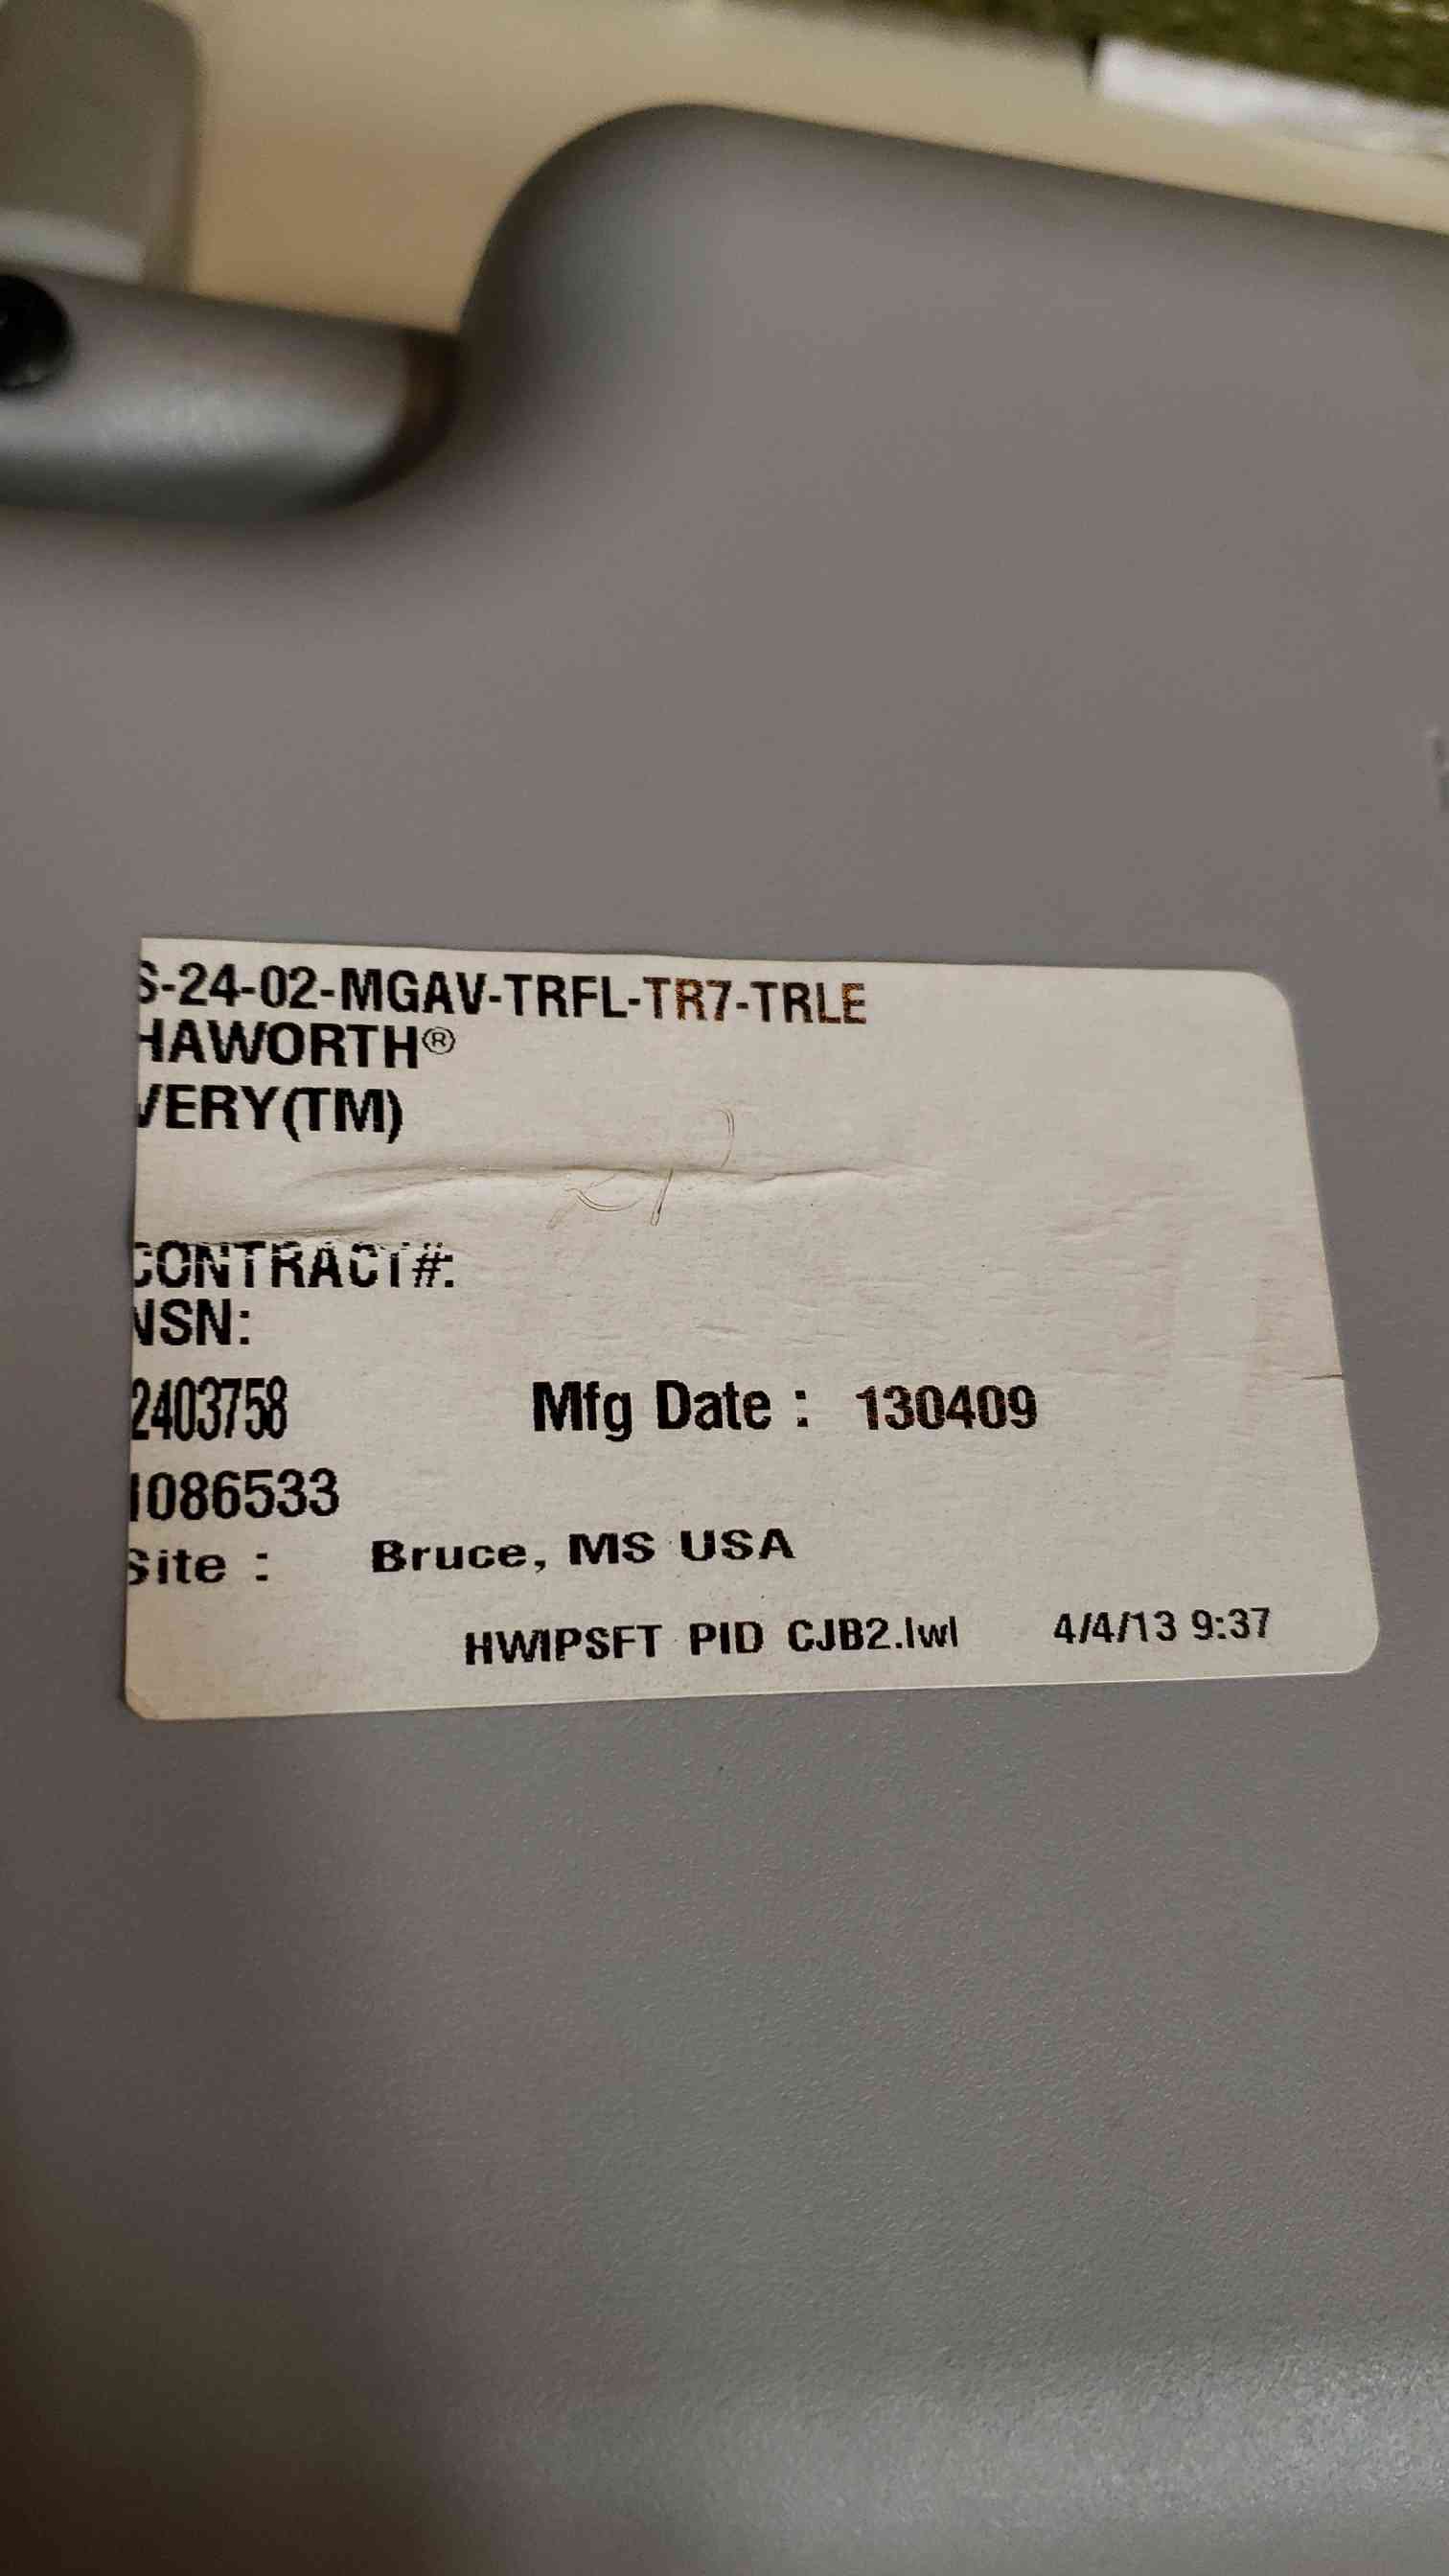 S-24-02-MGAV-TRFL-TR7-TRLE
HAWORTH®
VERY(TM)
CONTRACT#:
NSN:
2403758 Mfg Date : 130409
1086533
Site : Bruce, MS USA
HWIPSFT PID CJB2.lwl 4/4/13 9:37